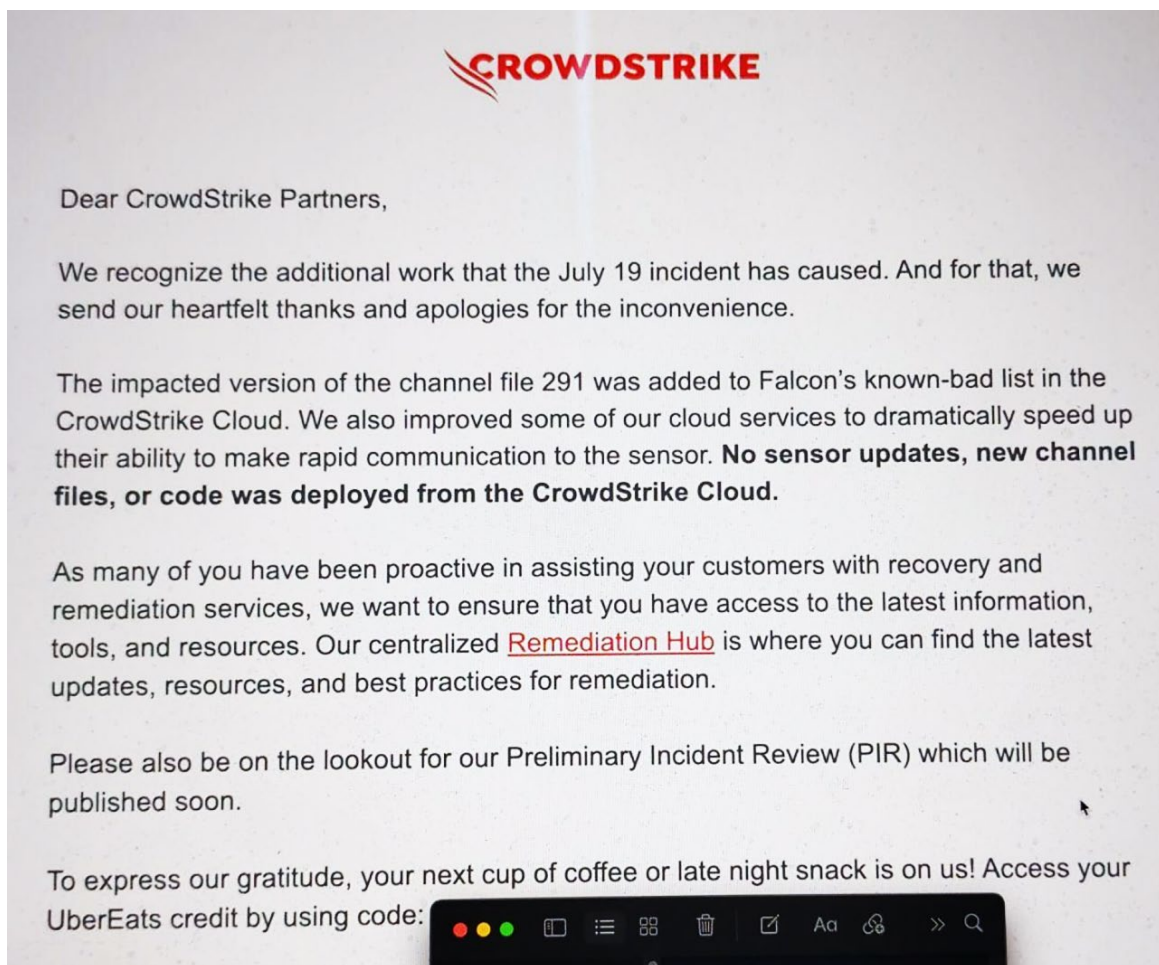 CROWDSTRIKE
Dear CrowdStrike Partners,
We recognize the additional work that the July 19 incident has caused. And for that, we
send our heartfelt thanks and apologies for the inconvenience.
The impacted version of the channel file 291 was added to Falcon's known-bad list in the
CrowdStrike Cloud. We also improved some of our cloud services to dramatically speed up
their ability to make rapid communication to the sensor. No sensor updates, new channel
files, or code was deployed from the CrowdStrike Cloud.
As many of you have been proactive in assisting your customers with recovery and
remediation services, we want to ensure that you have access to the latest information,
tools, and resources. Our centralized Remediation Hub is where you can find the latest
updates, resources, and best practices for remediation.
Please also be on the lookout for our Preliminary Incident Review (PIR) which will be
published soon.
To express our gratitude, your next cup of coffee or late night snack is on us! Access your
UberEats credit by using code:
Aa